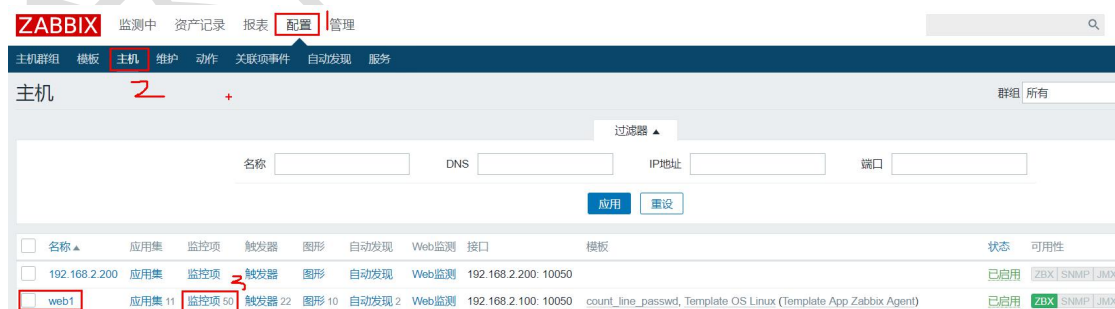 ZABBIX 监测中 资产记录 报表 配置 1 管理
主机群组 模板 主机 维护 动作 关联项事件 自动发现 服务
主机 2 + 群组 所有
过滤器 ▲
名称 DNS IP地址 端口
应用 重设
名称 ▲ 应用集 监控项 触发器 图形 自动发现 Web监测 接口 模板 状态 可用性
192.168.2.200 应用集 监控项 3 触发器 图形 自动发现 Web监测 192.168.2.200: 10050 已启用 ZBX SNMP JMX
web1 应用集 11 监控项 50 触发器 22 图形 10 自动发现 2 Web监测 192.168.2.100: 10050 count_line_passwd, Template OS Linux (Template App Zabbix Agent) 已启用 ZBX SNMP JMX